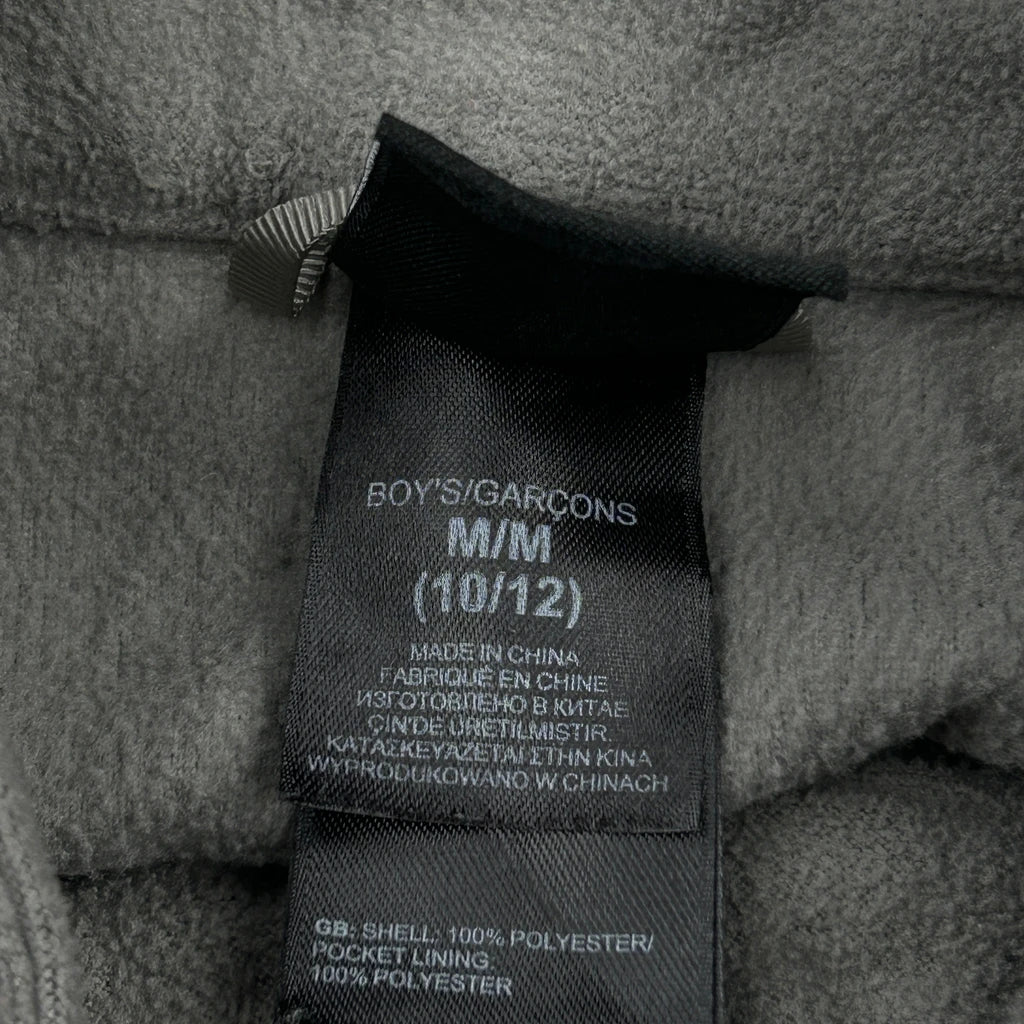 BOY'S/GARÇONS
M/M
(10/12)
MADE IN CHINA
FABRIQUÉ EN CHINE
ИЗГОТОВЛЕНО В КИТАЕ
ÇIN'DE ÜRETILMISTIR.
ΚΑΤΑΣΚΕΥΑΖΕΤΑΙ ΣΤΗΝ ΚΙΝΑ
WYPRODUKOWANO W CHINACH
GB: SHELL: 100% POLYESTER/
POCKET LINING:
100% POLYESTER